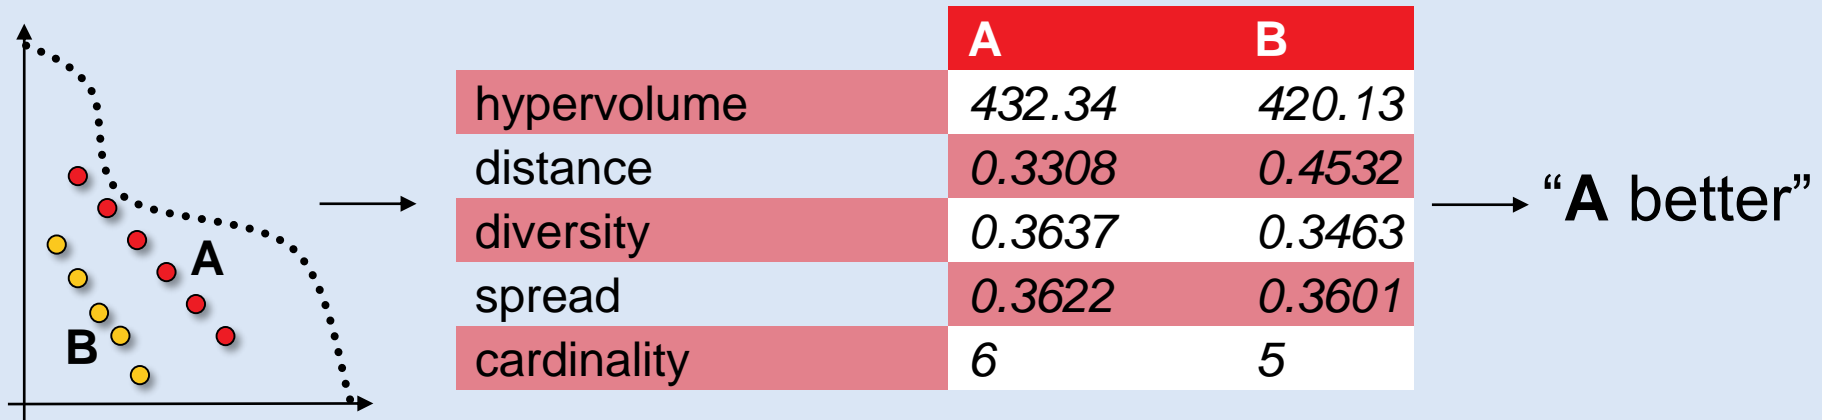 A B
hypervolume 432.34 420.13
distance 0.3308 0.4532
diversity 0.3637 0.3463
spread 0.3622 0.3601
cardinality 6 5
A
B
“A better”